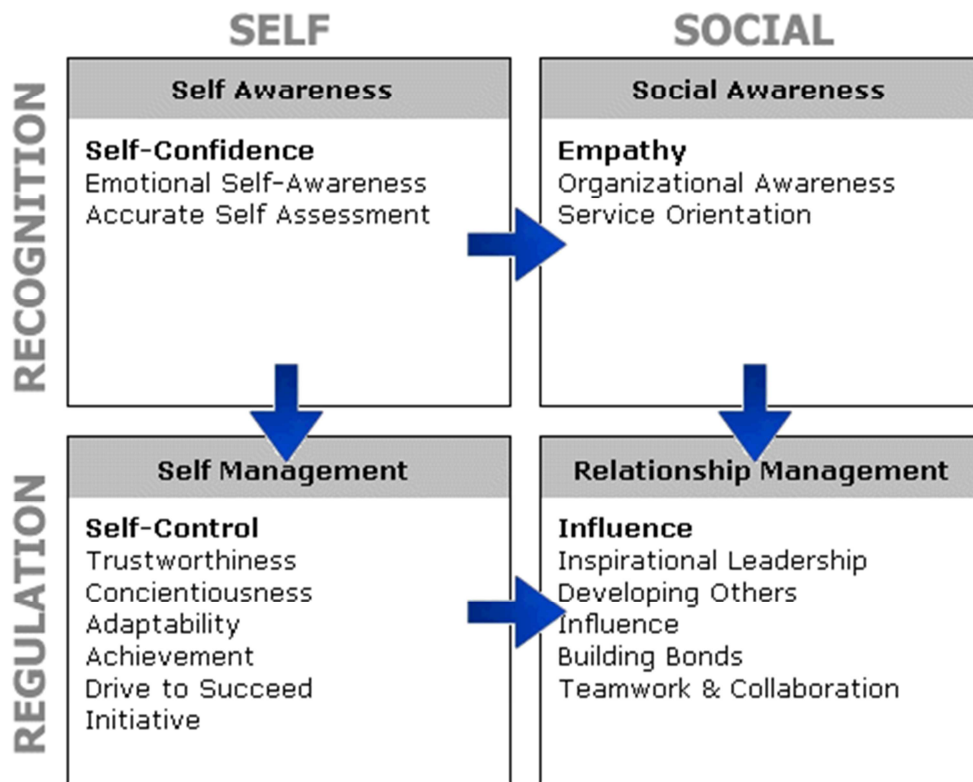 SELF
SOCIAL
RECOGNITION
Self Awareness
Self-Confidence
Emotional Self-Awareness
Accurate Self Assessment
Social Awareness
Empathy
Organizational Awareness
Service Orientation
REGULATION
Self Management
Self-Control
Trustworthiness
Concientiousness
Adaptability
Achievement
Drive to Succeed
Initiative
Relationship Management
Influence
Inspirational Leadership
Developing Others
Influence
Building Bonds
Teamwork & Collaboration